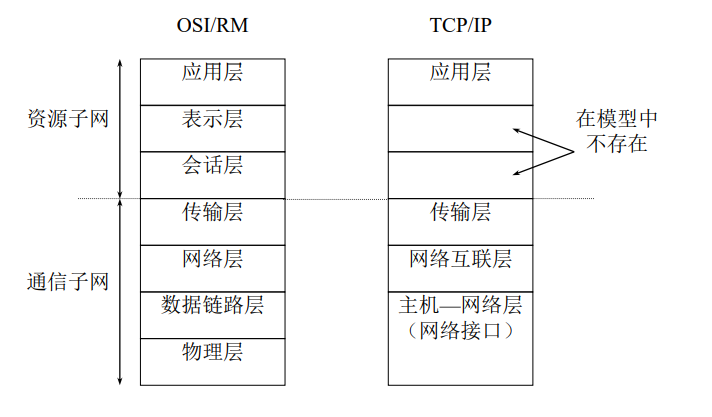 OSI/RM
TCP/IP
应用层
应用层
资源子网
表示层
在模型中
不存在
会话层
传输层
传输层
网络层
网络互联层
通信子网
数据链路层
主机—网络层
（网络接口）
物理层